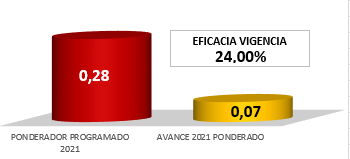 EFICACIA VIGENCIA
24,00%
0,28
0,07
PONDERADOR PROGRAMADO
2021
AVANCE 2021 PONDERADO